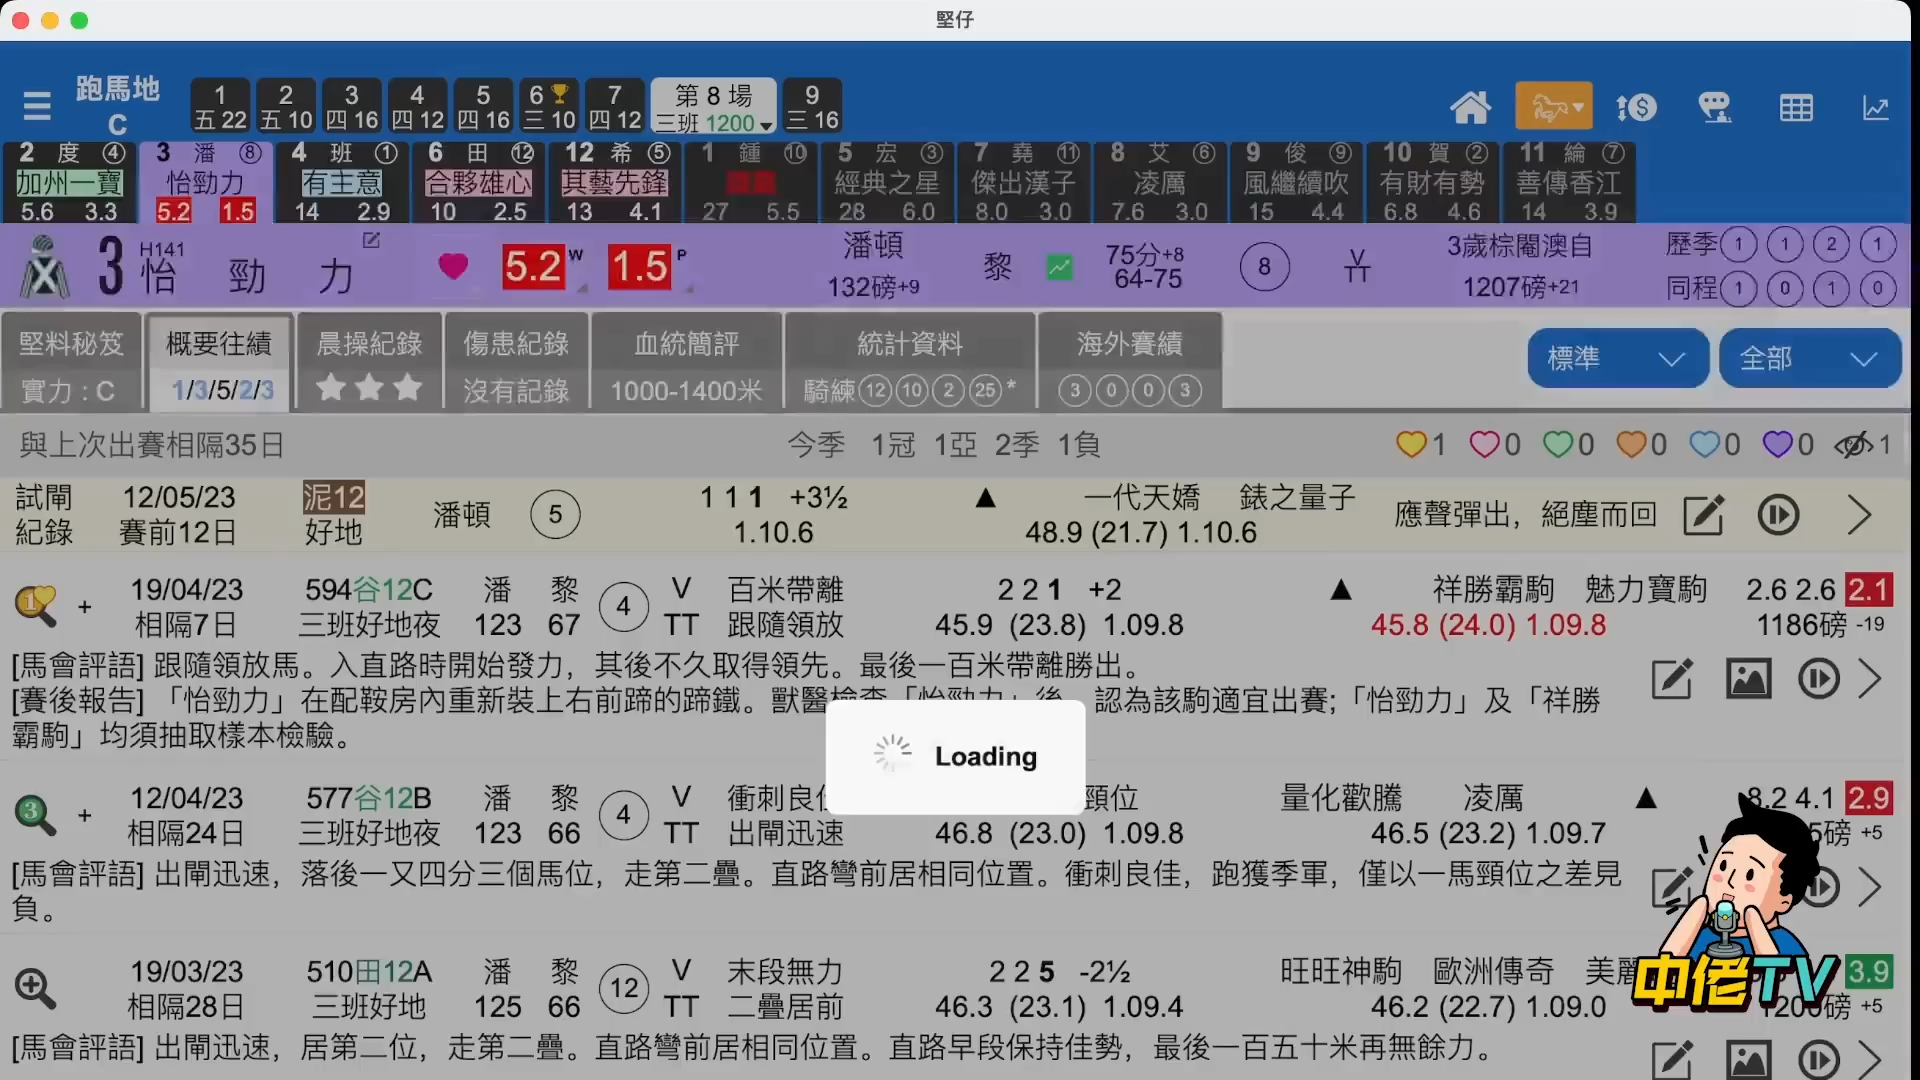 堅仔
跑馬地
C
1 五 22
2 五 10
3 四 16
4 四 12
5 四 16
6 三 10
7 四 12
第 8 場 三班 1200
9 三 16
2 度 ④ 加州一寶 5.6 3.3
3 潘 ⑧ 怡勁力 5.2 1.5
4 班 ① 有主意 14 2.9
6 田 ⑫ 合夥雄心 10 2.5
12 希 ⑤ 其藝先鋒 13 4.1
1 鍾 ⑩ 27 5.5
5 宏 ③ 經典之星 28 6.0
7 堯 ⑪ 傑出漢子 8.0 3.0
8 艾 ⑥ 凌厲 7.6 3.0
9 俊 ⑨ 風繼續吹 15 4.4
10 賀 ② 有財有勢 6.8 4.6
11 綸 ⑦ 善傳香江 14 3.9
3 H141 怡 勁 力 5.2 W 1.5 P
潘頓 132磅+9
黎
75分+8 64-75
8
V TT
3歲棕閹澳自 1207磅+21
歷季 1 1 2 1
同程 1 0 1 0
堅料秘笈 實力 : C
概要往績 1/3/5/2/3
晨操紀錄
傷患紀錄 沒有記錄
血統簡評 1000-1400米
統計資料 騎練 12 10 2 25 *
海外賽績 3 0 0 3
標準
全部
與上次出賽相隔35日 今季 1冠 1亞 2季 1負 1 0 0 0 0 0 1
試閘 12/05/23 泥12 潘頓 5 1 1 1 +3½ ▲ 一代天嬌 錶之量子 應聲彈出，絕塵而回
紀錄 賽前12日 好地 1.10.6 48.9 (21.7) 1.10.6
1 + 19/04/23 594谷12C 潘 黎 4 V 百米帶離 2 2 1 +2 ▲ 祥勝霸駒 魅力寶駒 2.6 2.6 2.1
相隔7日 三班好地夜 123 67 TT 跟隨領放 45.9 (23.8) 1.09.8 45.8 (24.0) 1.09.8 1186磅 -19
[馬會評語] 跟隨領放馬。入直路時開始發力，其後不久取得領先。最後一百米帶離勝出。
[賽後報告] 「怡勁力」在配鞍房內重新裝上右前蹄的蹄鐵。獸醫檢查「怡勁力」後，認為該駒適宜出賽;「怡勁力」及「祥勝
霸駒」均須抽取樣本檢驗。
Loading
3 + 12/04/23 577谷12B 潘 黎 4 V 衝刺良 頸位 量化歡騰 凌厲 ▲ 8.2 4.1 2.9
相隔24日 三班好地夜 123 66 TT 出閘迅速 46.8 (23.0) 1.09.8 46.5 (23.2) 1.09.7 磅 +5
[馬會評語] 出閘迅速，落後一又四分三個馬位，走第二疊。直路彎前居相同位置。衝刺良佳，跑獲季軍，僅以一馬頸位之差見
負。
19/03/23 510田12A 潘 黎 12 V 末段無力 2 2 5 -2½ 旺旺神駒 歐洲傳奇 美 3.9
相隔28日 三班好地 125 66 TT 二疊居前 46.3 (23.1) 1.09.4 46.2 (22.7) 1.09.0 1200磅 +5
中佬TV
[馬會評語] 出閘迅速，居第二位，走第二疊。直路彎前居相同位置。直路早段保持佳勢，最後一百五十米再無餘力。